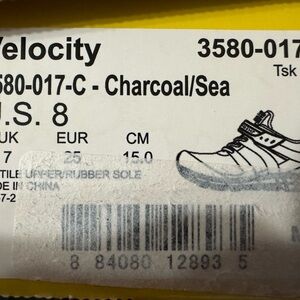 Velocity 3580-017
Tsk
580-017-C - Charcoal/Sea
U.S. 8
UK EUR CM
7 25 15.0
TILE UPPER/RUBBER SOLE
DE IN CHINA
7-2
8 84080 12893 5